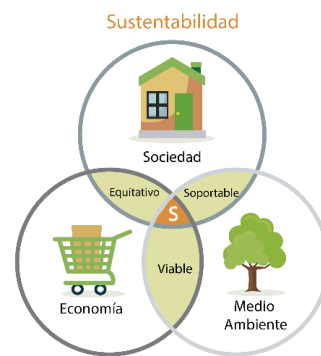 Sustentabilidad
Sociedad
Equitativo
Soportable
S
Viable
Economía
Medio
Ambiente